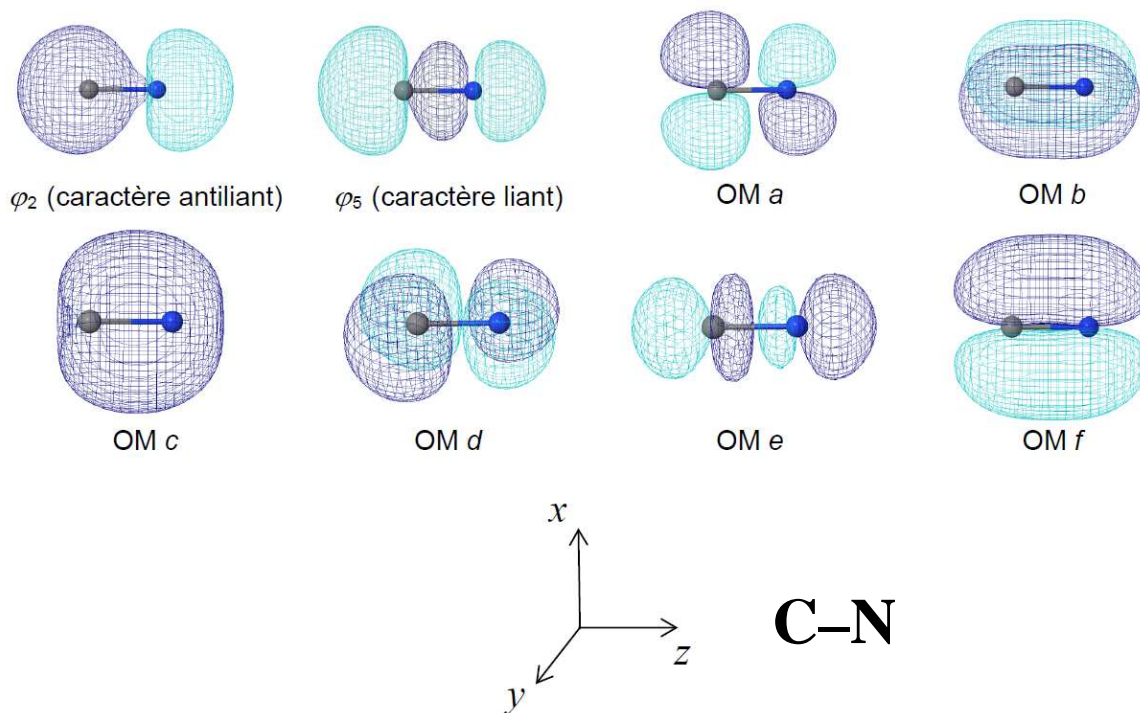 φ₂ (caractère antiliant)
φ₅ (caractère liant)
OM a
OM b
OM c
OM d
OM e
OM f
x
z
y
C–N